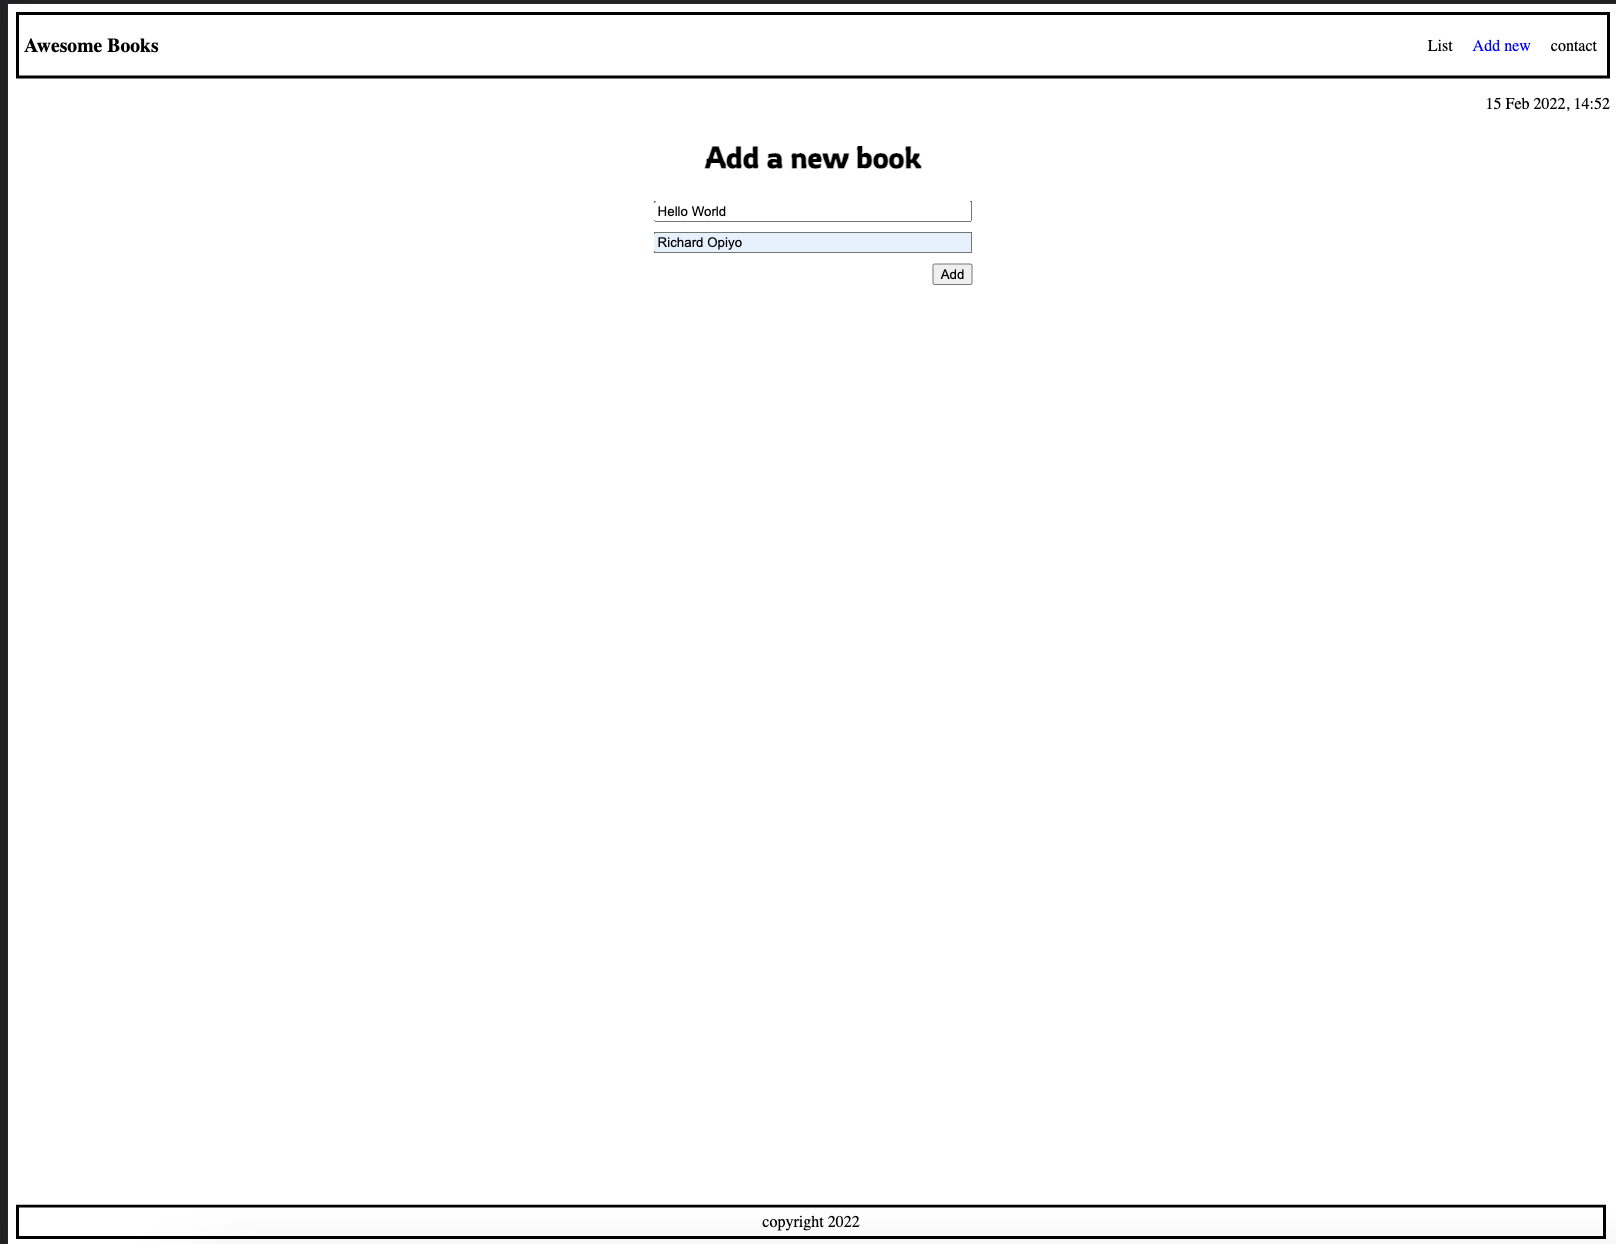 Awesome Books List Add new contact
15 Feb 2022, 14:52
Add a new book
Hello World
Richard Opiyo
Add
copyright 2022